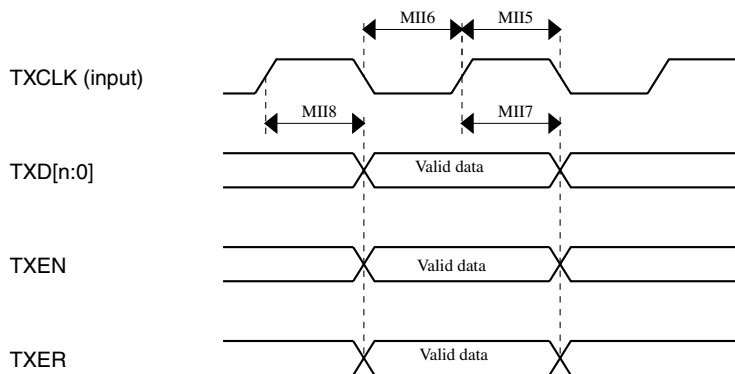 MII6 MII5
TXCLK (input)
MII8 MII7
TXD[n:0] Valid data
TXEN Valid data
TXER Valid data